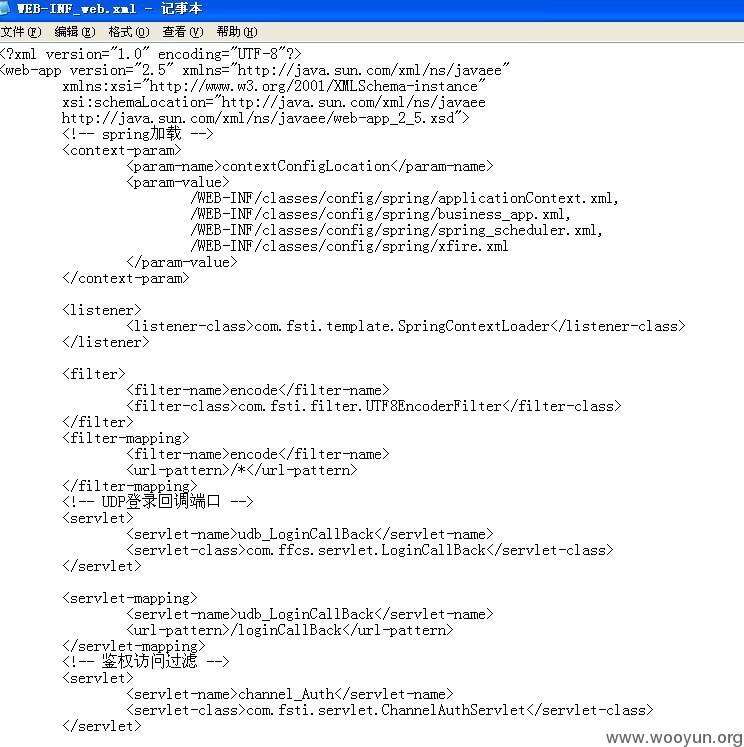 WEB-INF_web.xml - 记事本
文件(F) 编辑(E) 格式(O) 查看(V) 帮助(H)
<?xml version="1.0" encoding="UTF-8"?>
<web-app version="2.5" xmlns="http://java.sun.com/xml/ns/javaee"
xmlns:xsi="http://www.w3.org/2001/XMLSchema-instance"
xsi:schemaLocation="http://java.sun.com/xml/ns/javaee
http://java.sun.com/xml/ns/javaee/web-app_2_5.xsd">
<!-- spring加载 -->
<context-param>
<param-name>contextConfigLocation</param-name>
<param-value>
/WEB-INF/classes/config/spring/applicationContext.xml,
/WEB-INF/classes/config/spring/business_app.xml,
/WEB-INF/classes/config/spring/spring_scheduler.xml,
/WEB-INF/classes/config/spring/xfire.xml
</param-value>
</context-param>
<listener>
<listener-class>com.fsti.template.SpringContextLoader</listener-class>
</listener>
<filter>
<filter-name>encode</filter-name>
<filter-class>com.fsti.filter.UTF8EncoderFilter</filter-class>
</filter>
<filter-mapping>
<filter-name>encode</filter-name>
<url-pattern>/*</url-pattern>
</filter-mapping>
<!-- UDP登录回调端口 -->
<servlet>
<servlet-name>udb_LoginCallBack</servlet-name>
<servlet-class>com.ffcs.servlet.LoginCallBack</servlet-class>
</servlet>
<servlet-mapping>
<servlet-name>udb_LoginCallBack</servlet-name>
<url-pattern>/loginCallBack</url-pattern>
</servlet-mapping>
<!-- 鉴权访问过滤 -->
<servlet>
<servlet-name>channel_Auth</servlet-name>
<servlet-class>com.fsti.servlet.ChannelAuthServlet</servlet-class>
</servlet>
www.wooyun.org